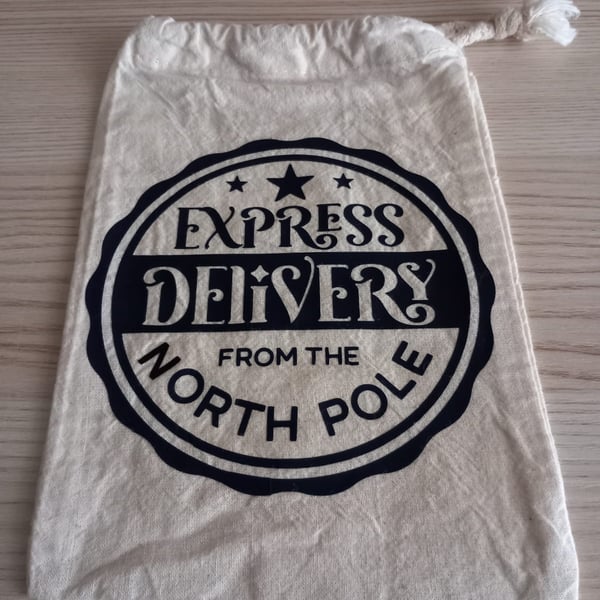 EXPRESS
DELiVERY
FROM THE
NORTH POLE